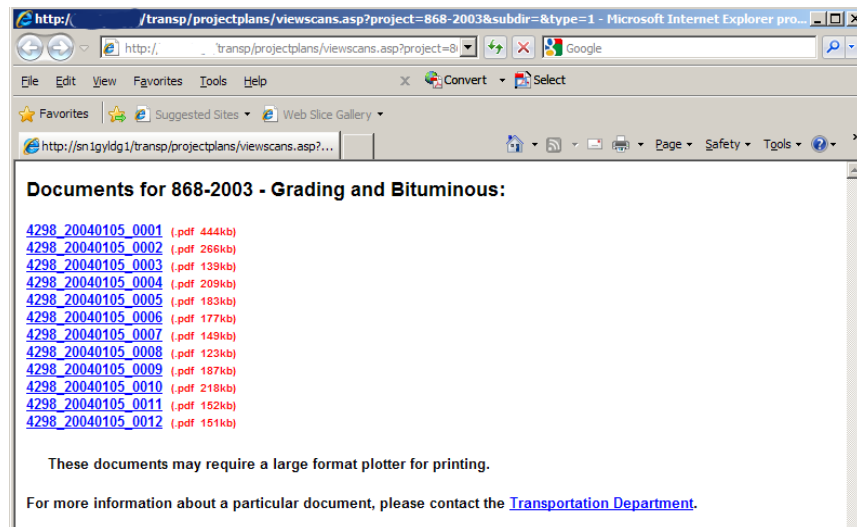 http:/ /transp/projectplans/viewscans.asp?project=868-2003&subdir=&type=1 - Microsoft Internet Explorer pro...
http:/, 'transp/projectplans/viewscans.asp?project=8 Google
File Edit View Favorites Tools Help x Convert Select
Favorites Suggested Sites Web Slice Gallery
http://sn1gyldg1/transp/projectplans/viewscans.asp?... Page Safety Tools
Documents for 868-2003 - Grading and Bituminous:
4298_20040105_0001 (.pdf 444kb)
4298_20040105_0002 (.pdf 266kb)
4298_20040105_0003 (.pdf 139kb)
4298_20040105_0004 (.pdf 209kb)
4298_20040105_0005 (.pdf 183kb)
4298_20040105_0006 (.pdf 177kb)
4298_20040105_0007 (.pdf 149kb)
4298_20040105_0008 (.pdf 123kb)
4298_20040105_0009 (.pdf 187kb)
4298_20040105_0010 (.pdf 218kb)
4298_20040105_0011 (.pdf 152kb)
4298_20040105_0012 (.pdf 151kb)
These documents may require a large format plotter for printing.
For more information about a particular document, please contact the Transportation Department.